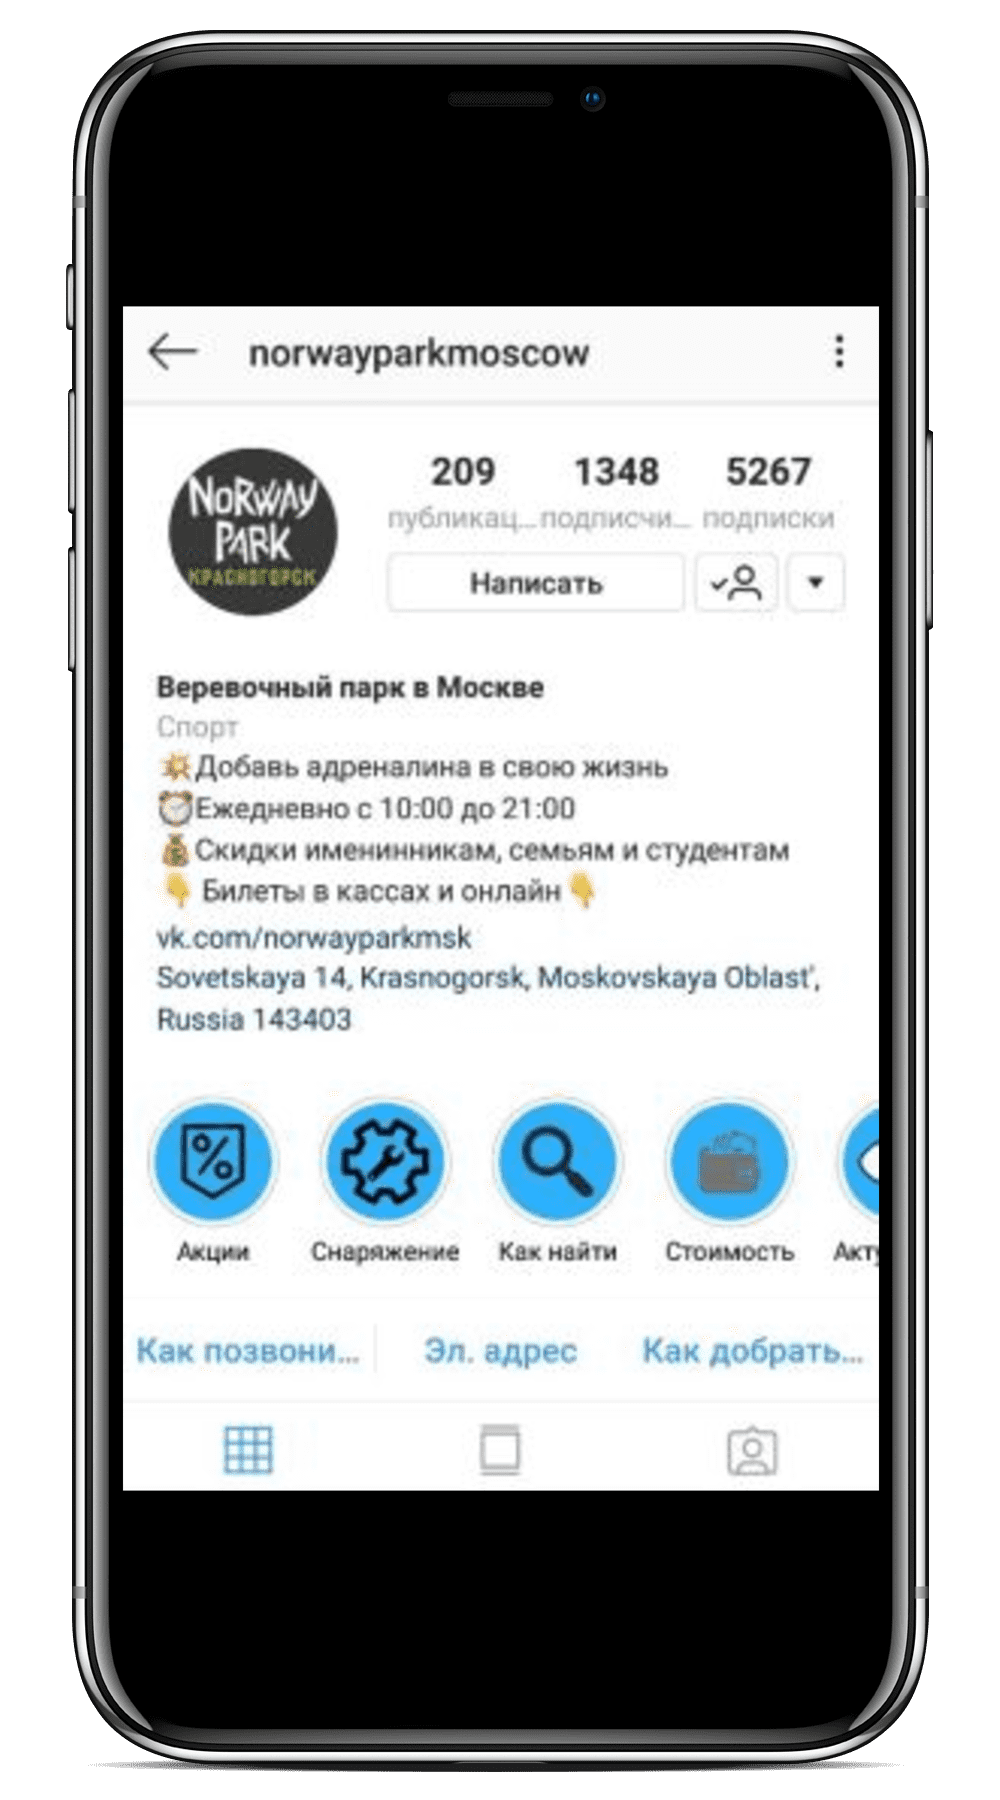 norwayparkmoscow
NORWAY
PARK
КРАСНОГОРСК
209 1348 5267
публикац... подписчи... подписки
Написать
Веревочный парк в Москве
Спорт
💥Добавь адреналина в свою жизнь
⏰Ежедневно с 10:00 до 21:00
💰Скидки именинникам, семьям и студентам
👇 Билеты в кассах и онлайн👇
vk.com/norwayparkmsk
Sovetskaya 14, Krasnogorsk, Moskovskaya Oblast',
Russia 143403
%
Акции Снаряжение Как найти Стоимость Акту
Как позвони... Эл. адрес Как добрать...